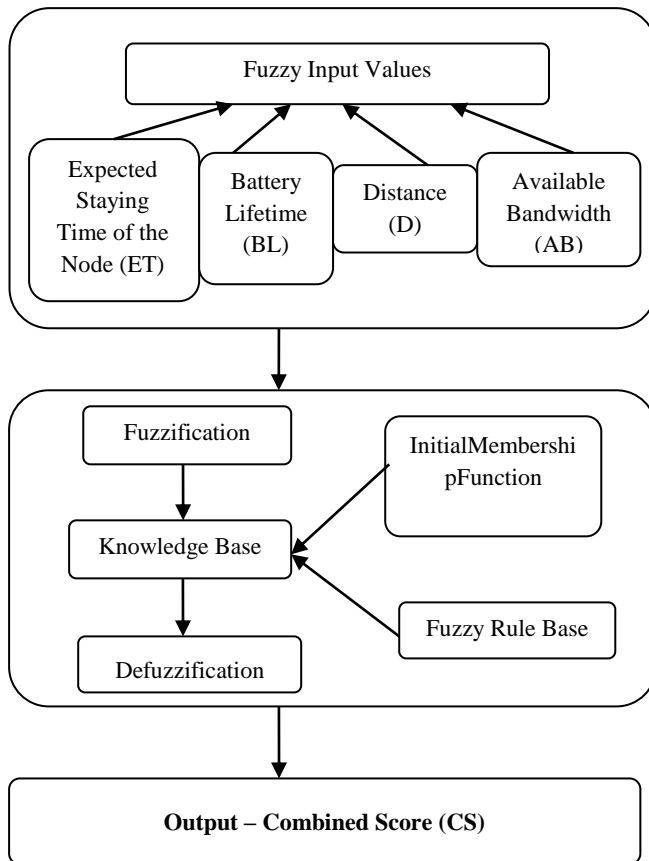 Fuzzy Input Values
Expected
Staying
Time of the
Node (ET)
Battery
Lifetime
(BL)
Distance
(D)
Available
Bandwidth
(AB)
Fuzzification
InitialMembershi
pFunction
Knowledge Base
Fuzzy Rule Base
Defuzzification
Output – Combined Score (CS)